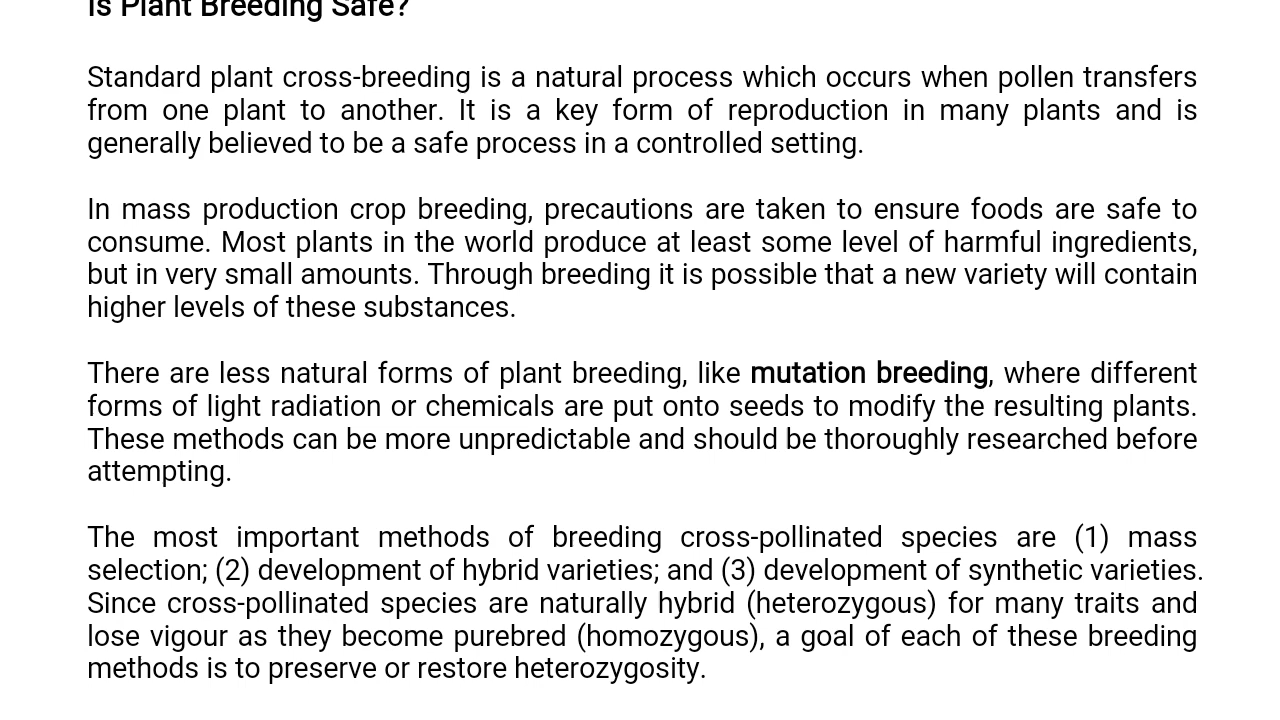 Is Plant Breeding Safe?
Standard plant cross-breeding is a natural process which occurs when pollen transfers
from one plant to another. It is a key form of reproduction in many plants and is
generally believed to be a safe process in a controlled setting.
In mass production crop breeding, precautions are taken to ensure foods are safe to
consume. Most plants in the world produce at least some level of harmful ingredients,
but in very small amounts. Through breeding it is possible that a new variety will contain
higher levels of these substances.
There are less natural forms of plant breeding, like mutation breeding, where different
forms of light radiation or chemicals are put onto seeds to modify the resulting plants.
These methods can be more unpredictable and should be thoroughly researched before
attempting.
The most important methods of breeding cross-pollinated species are (1) mass
selection; (2) development of hybrid varieties; and (3) development of synthetic varieties.
Since cross-pollinated species are naturally hybrid (heterozygous) for many traits and
lose vigour as they become purebred (homozygous), a goal of each of these breeding
methods is to preserve or restore heterozygosity.